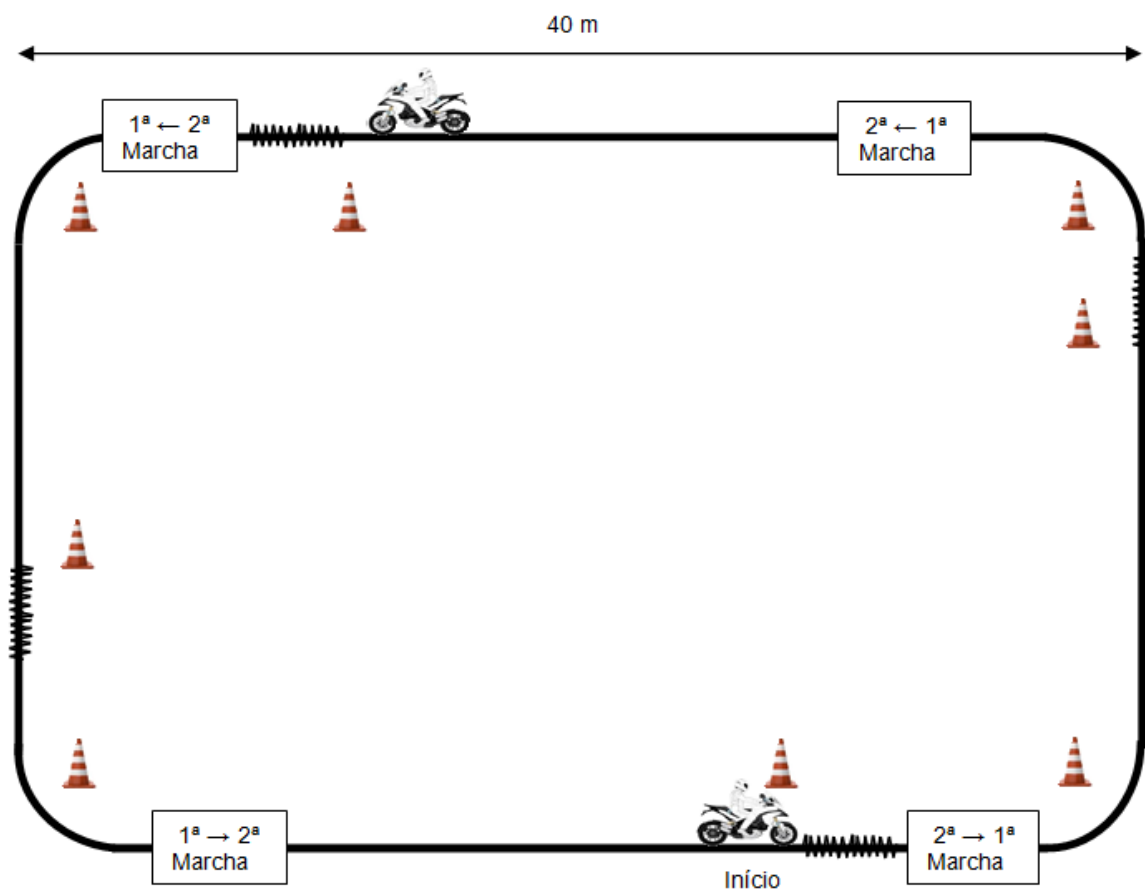 40 m
1ª ← 2ª
Marcha
2ª ← 1ª
Marcha
1ª → 2ª
Marcha
2ª → 1ª
Marcha
Início